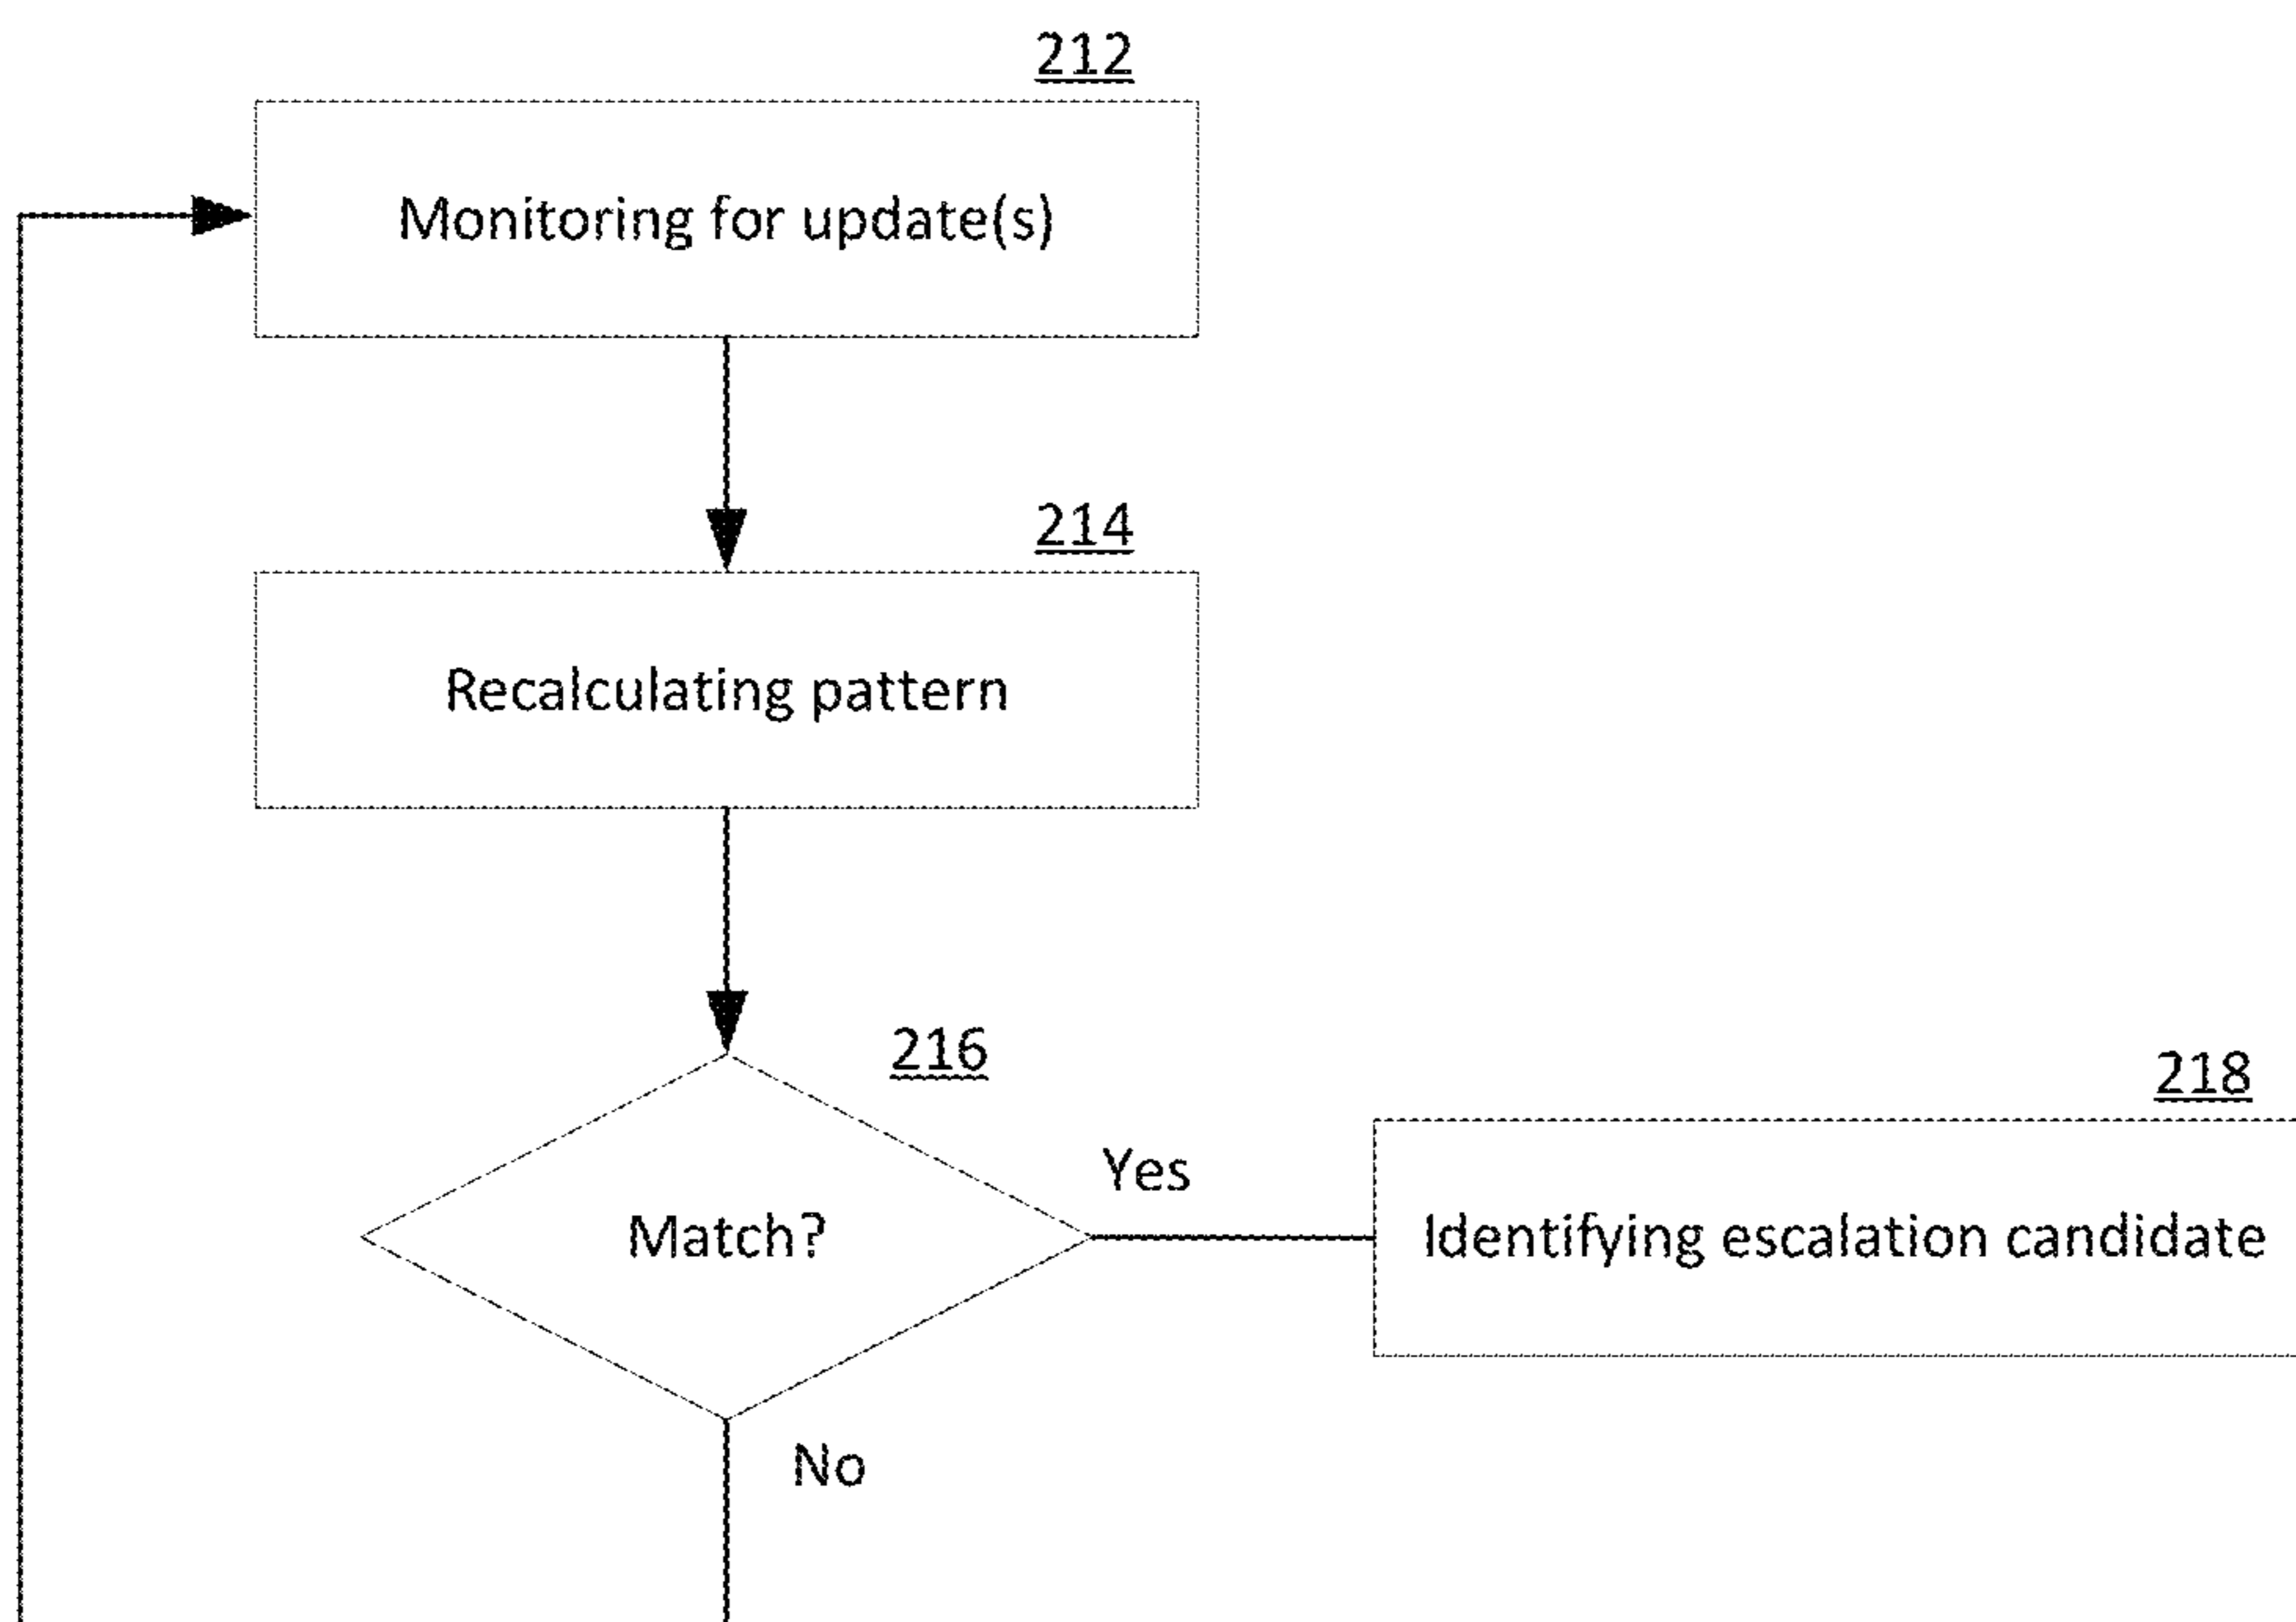 212
Monitoring for update(s)
214
Recalculating pattern
216
Match?
Yes
218
Identifying escalation candidate
No